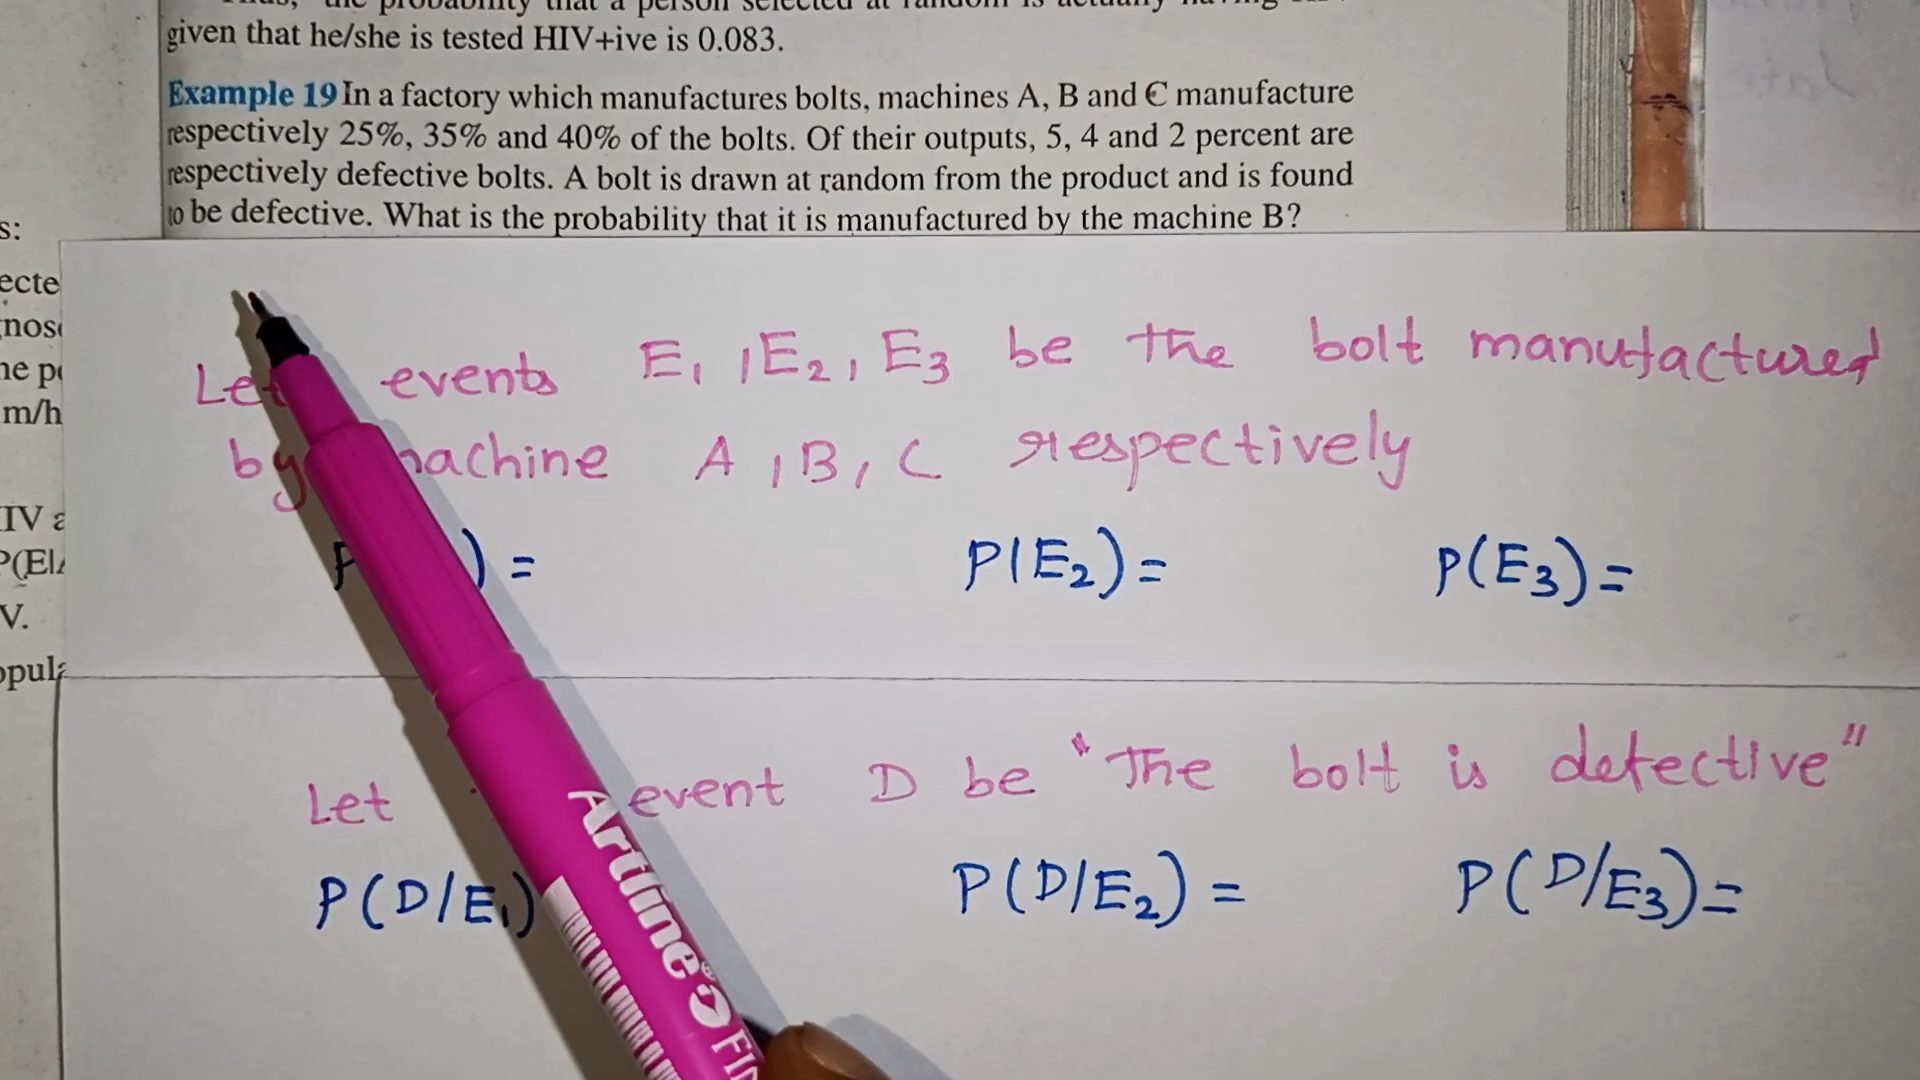 given that he/she is tested HIV+ive is 0.083.
Example 19 In a factory which manufactures bolts, machines A, B and C manufacture
respectively 25%, 35% and 40% of the bolts. Of their outputs, 5, 4 and 2 percent are
respectively defective bolts. A bolt is drawn at random from the product and is found
to be defective. What is the probability that it is manufactured by the machine B?
s:
ecte
m/h
IV a
V.
events E1, E2, E3 be the bolt manufactured
by machine A, B, C respectively
) = P(E2) = P(E3) =
Let event D be "The bolt is defective"
P(D/E1) P(D/E2) = P(D/E3) =
Artline